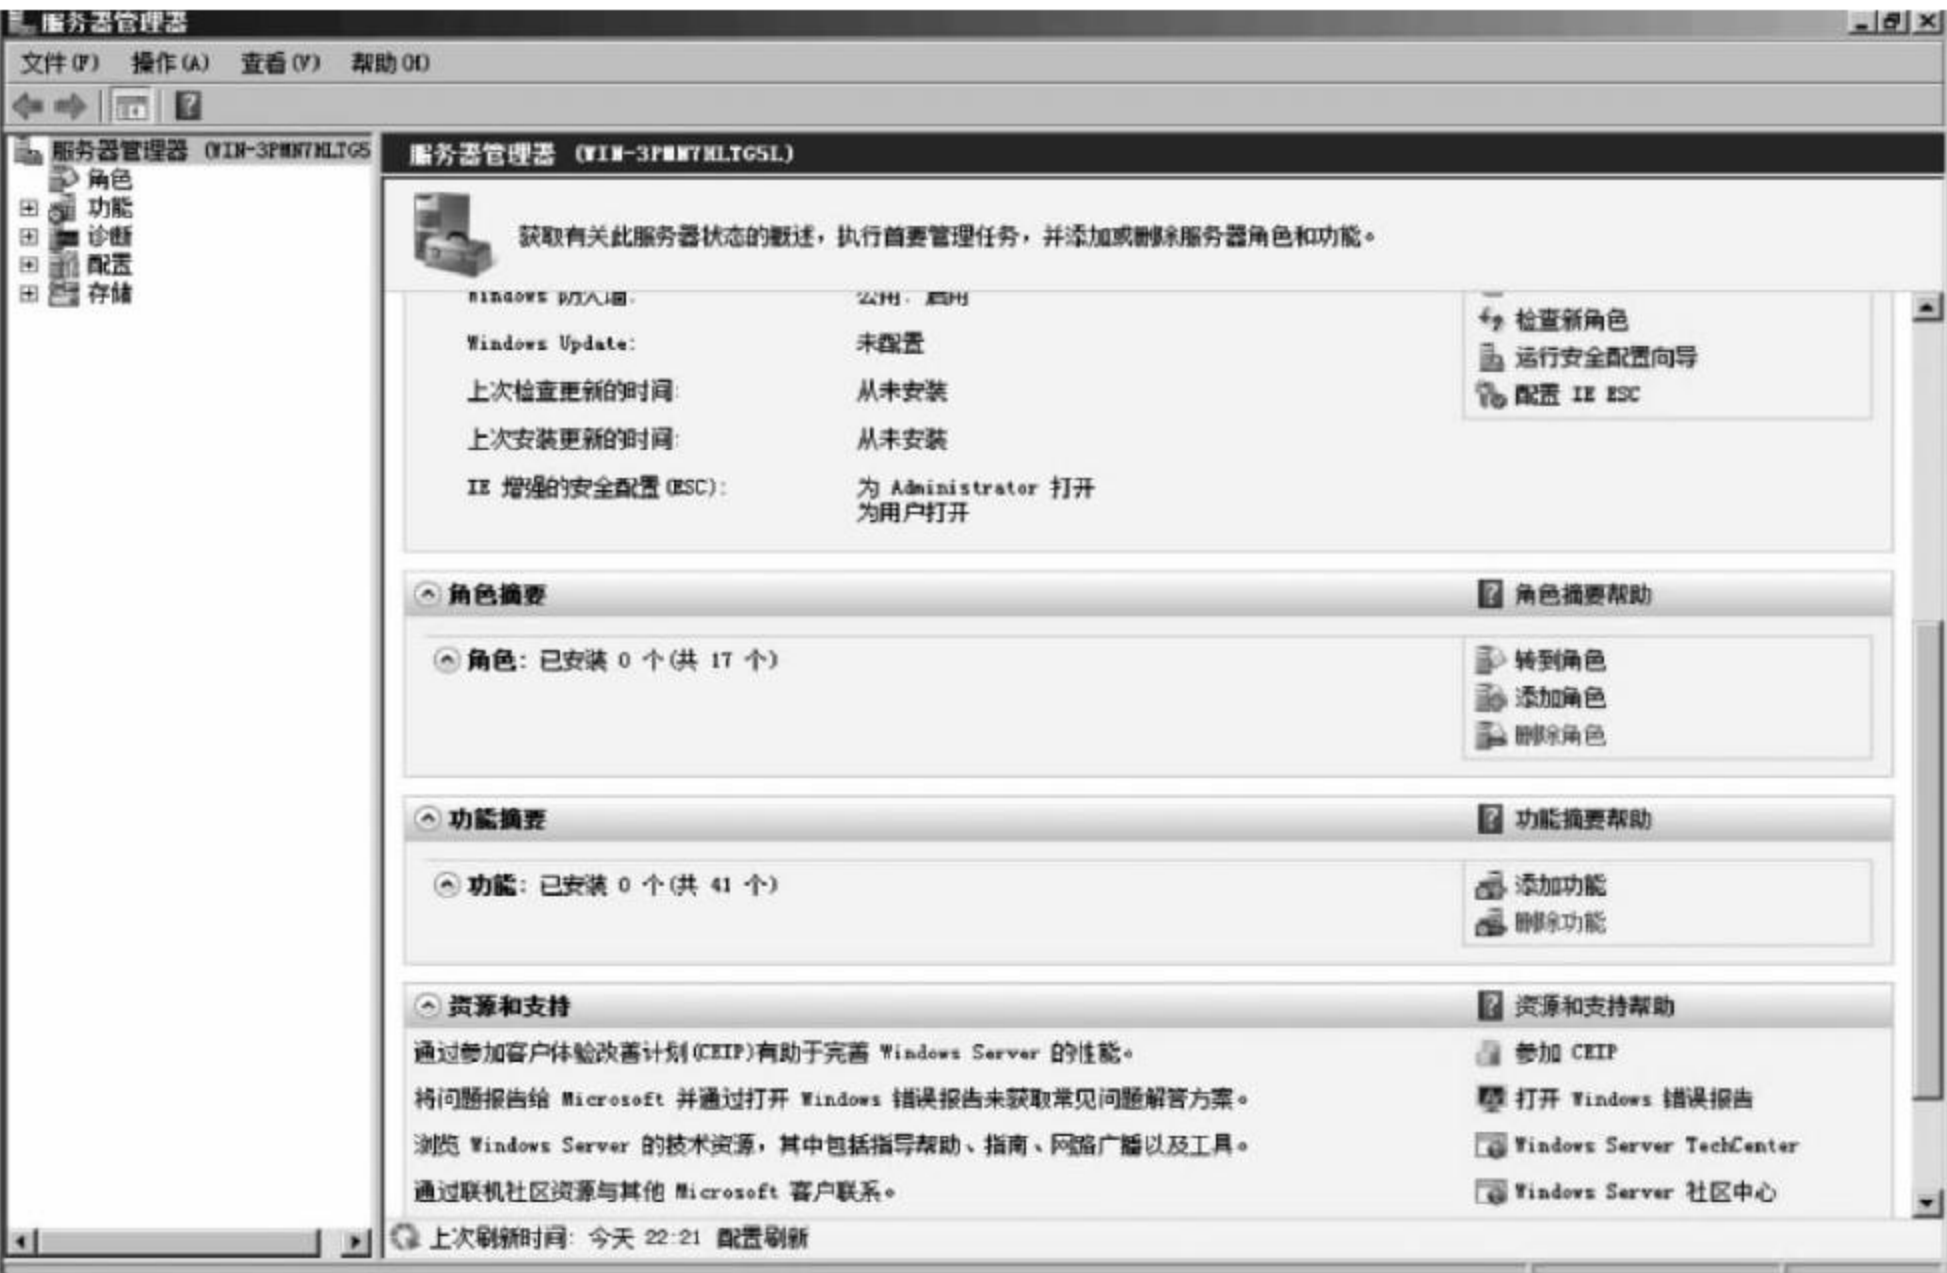 服务器管理器
文件(F) 操作(A) 查看(V) 帮助(H)
服务器管理器 (WIN-3PMN7NLTG5
角色
功能
诊断
配置
存储
服务器管理器 (WIN-3PMN7NLTG5L)
获取有关此服务器状态的概述，执行首要管理任务，并添加或删除服务器角色和功能。
Windows 防火墙: 公用: 启用
检查新角色
Windows Update: 未配置
运行安全配置向导
上次检查更新的时间: 从未安装
配置 IE ESC
上次安装更新的时间: 从未安装
IE 增强的安全配置(ESC): 为 Administrator 打开
为用户打开
角色摘要 角色摘要帮助
角色: 已安装 0 个(共 17 个) 转到角色
添加角色
删除角色
功能摘要 功能摘要帮助
功能: 已安装 0 个(共 41 个) 添加功能
删除功能
资源和支持 资源和支持帮助
通过参加客户体验改善计划(CEIP)有助于完善 Windows Server 的性能。 参加 CEIP
将问题报告给 Microsoft 并通过打开 Windows 错误报告来获取常见问题解答方案。 打开 Windows 错误报告
浏览 Windows Server 的技术资源，其中包括指导帮助、指南、网路广播以及工具。 Windows Server TechCenter
通过联机社区资源与其他 Microsoft 客户联系。 Windows Server 社区中心
上次刷新时间: 今天 22:21 配置刷新